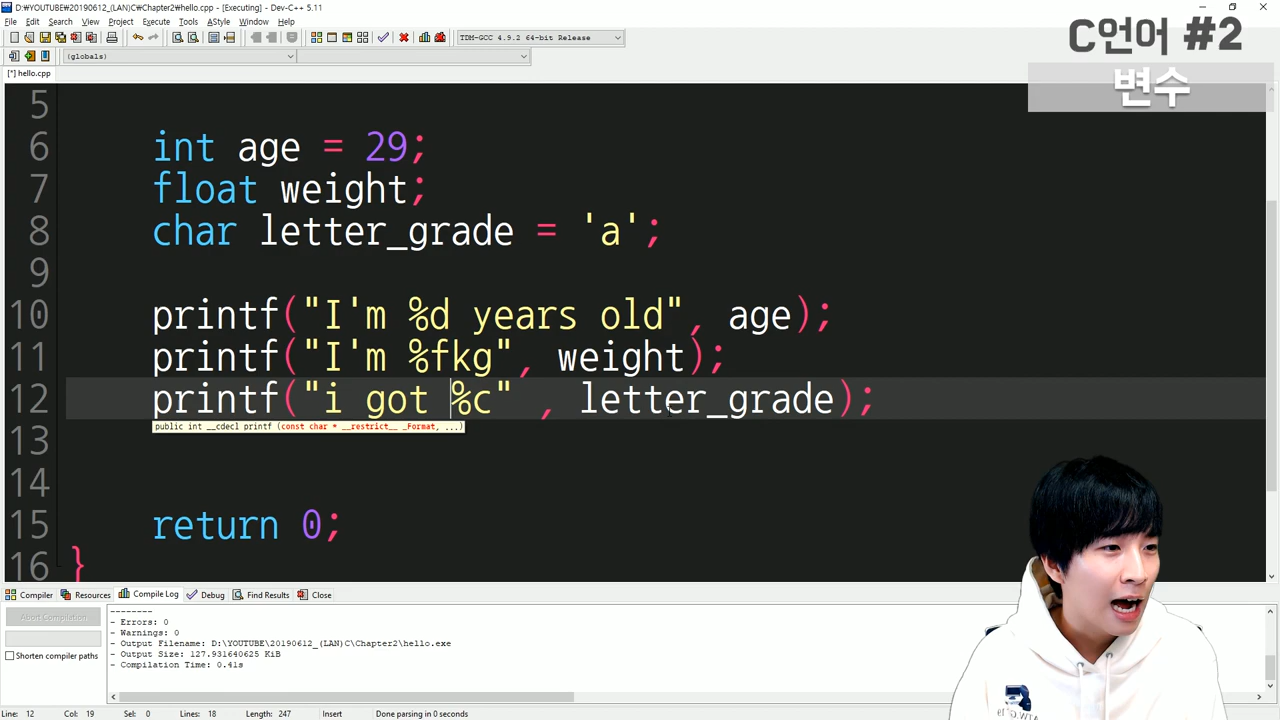 D:₩YOUTUBE₩20190612_(LAN)C₩Chapter2₩hello.cpp - [Executing] - Dev-C++ 5.11
File Edit Search View Project Execute Tools AStyle Window Help
TDM-GCC 4.9.2 64-bit Release
(globals)
[*] hello.cpp
C언어 #2
변수
5
6 int age = 29;
7 float weight;
8 char letter_grade = 'a';
9
10 printf("I'm %d years old", age);
11 printf("I'm %fkg", weight);
12 printf("i got %c" , letter_grade);
public int __cdecl printf (const char * __restrict__ _Format, ...)
13
14
15 return 0;
16 }
Compiler Resources Compile Log Debug Find Results Close
Abort Compilation
Shorten compiler paths
--------
- Errors: 0
- Warnings: 0
- Output Filename: D:₩YOUTUBE₩20190612_(LAN)C₩Chapter2₩hello.exe
- Output Size: 127.931640625 KiB
- Compilation Time: 0.41s
Line: 12 Col: 19 Sel: 0 Lines: 18 Length: 247 Insert Done parsing in 0 seconds